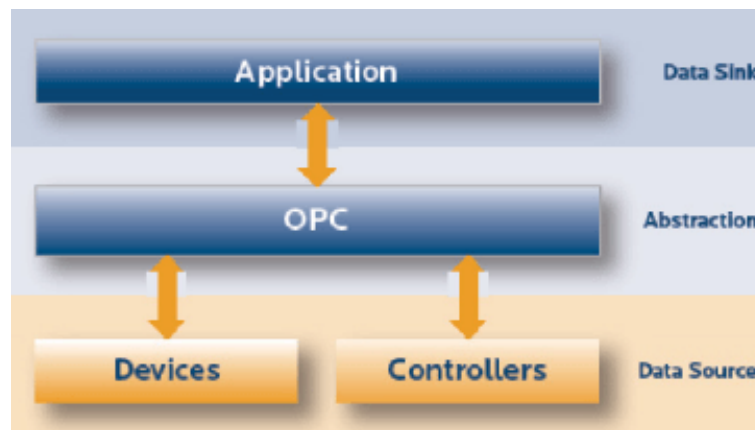 Application
Data Sink
OPC
Abstraction
Devices
Controllers
Data Source